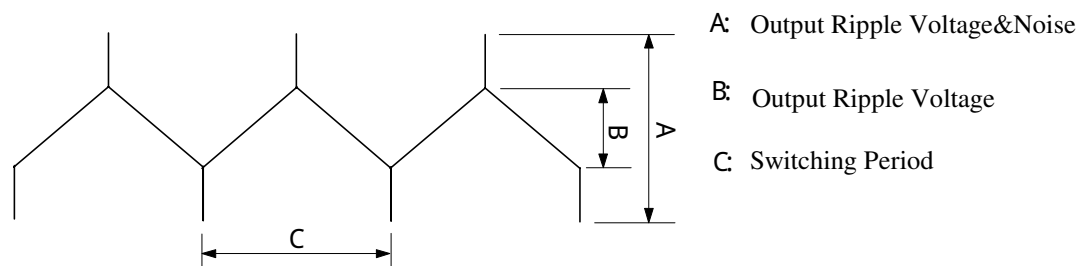 A: Output Ripple Voltage&Noise
B: Output Ripple Voltage
C: Switching Period
B
A
C